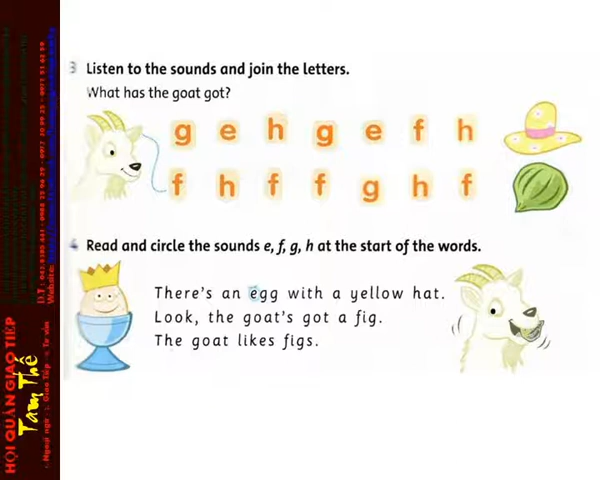 3 Listen to the sounds and join the letters.
What has the goat got?
g e h g e f h
f h f f g h f
4 Read and circle the sounds e, f, g, h at the start of the words.
There's an egg with a yellow hat.
Look, the goat's got a fig.
The goat likes figs.
HỘI QUÁN GIAO TIẾP
Tam Thể
Website: